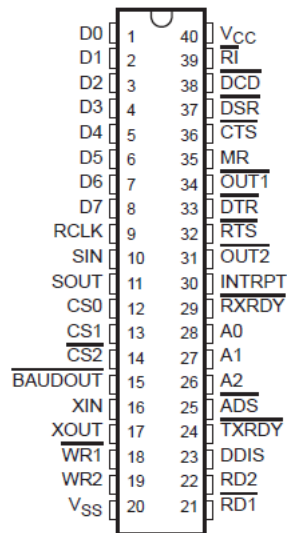 D0 1 40 VCC
D1 2 39 RI
D2 3 38 DCD
D3 4 37 DSR
D4 5 36 CTS
D5 6 35 MR
D6 7 34 OUT1
D7 8 33 DTR
RCLK 9 32 RTS
SIN 10 31 OUT2
SOUT 11 30 INTRPT
CS0 12 29 RXRDY
CS1 13 28 A0
CS2 14 27 A1
BAUDOUT 15 26 A2
XIN 16 25 ADS
XOUT 17 24 TXRDY
WR1 18 23 DDIS
WR2 19 22 RD2
VSS 20 21 RD1